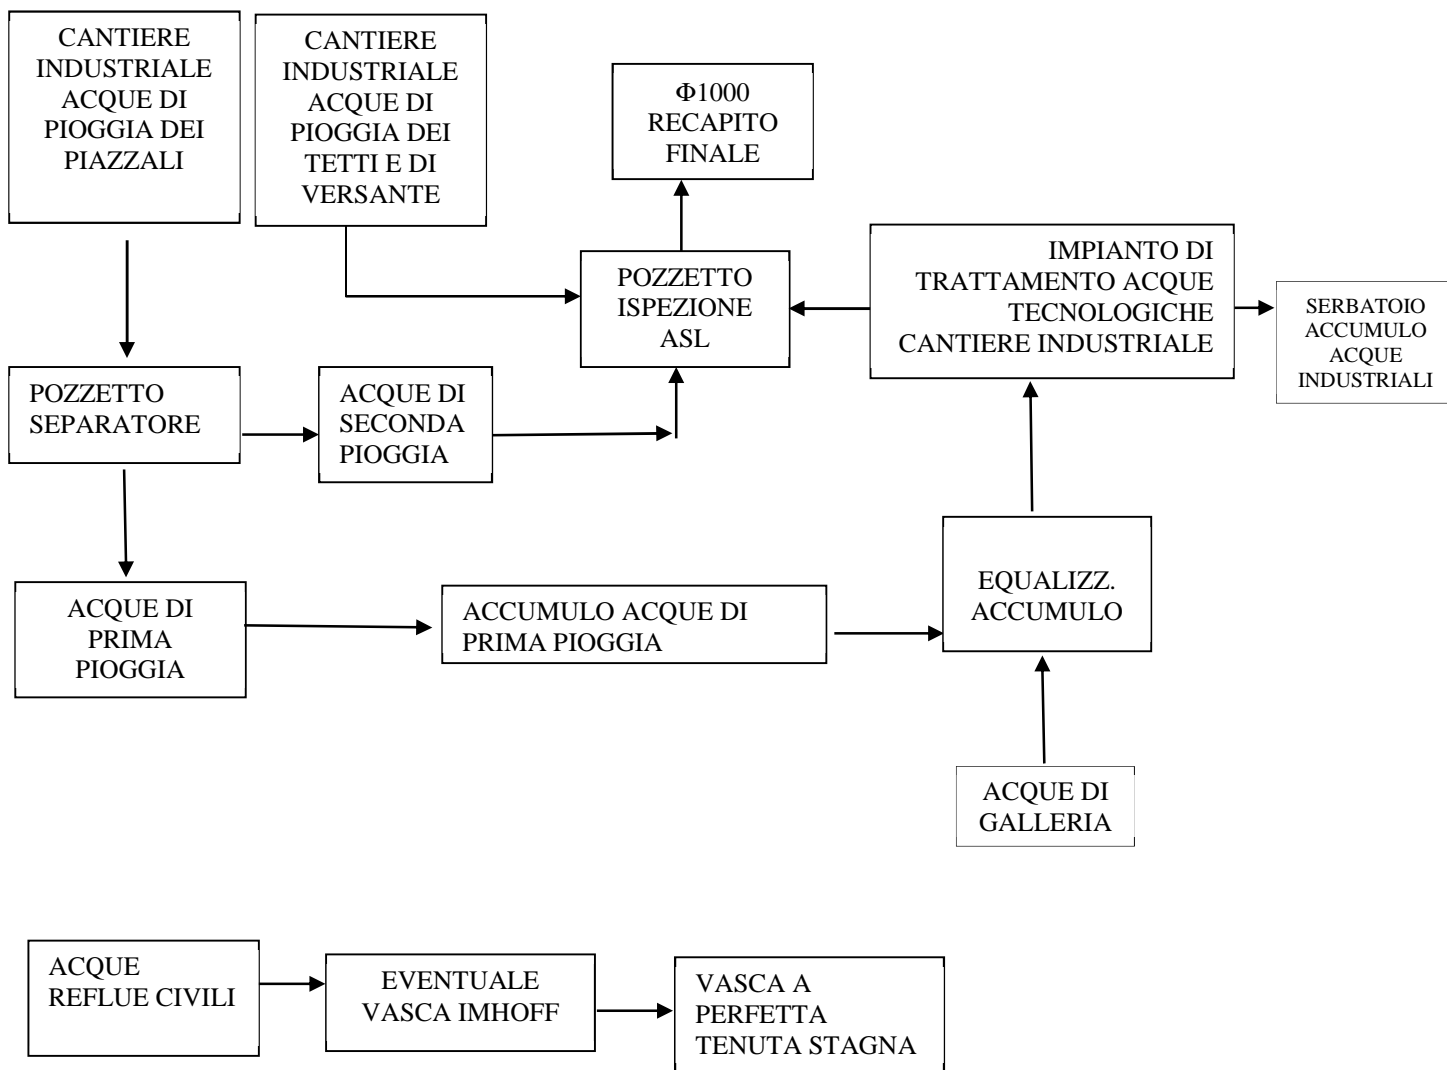 CANTIERE
INDUSTRIALE
ACQUE DI
PIOGGIA DEI
PIAZZALI
CANTIERE
INDUSTRIALE
ACQUE DI
PIOGGIA DEI
TETTI E DI
VERSANTE
Φ1000
RECAPITO
FINALE
POZZETTO
ISPEZIONE
ASL
IMPIANTO DI
TRATTAMENTO ACQUE
TECNOLOGICHE
CANTIERE INDUSTRIALE
SERBATOIO
ACCUMULO
ACQUE
INDUSTRIALI
POZZETTO
SEPARATORE
ACQUE DI
SECONDA
PIOGGIA
ACQUE DI
PRIMA
PIOGGIA
ACCUMULO ACQUE DI
PRIMA PIOGGIA
EQUALIZZ.
ACCUMULO
ACQUE DI
GALLERIA
ACQUE
REFLUE CIVILI
EVENTUALE
VASCA IMHOFF
VASCA A
PERFETTA
TENUTA STAGNA